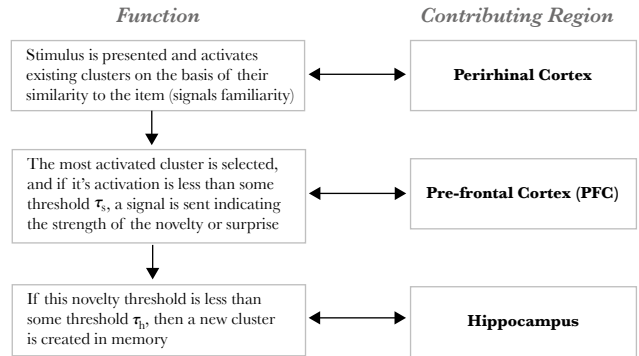 Function
Contributing Region
Stimulus is presented and activates
existing clusters on the basis of their
similarity to the item (signals familiarity)
Perirhinal Cortex
The most activated cluster is selected,
and if it's activation is less than some
threshold τs, a signal is sent indicating
the strength of the novelty or surprise
Pre-frontal Cortex (PFC)
If this novelty threshold is less than
some threshold τh, then a new cluster
is created in memory
Hippocampus